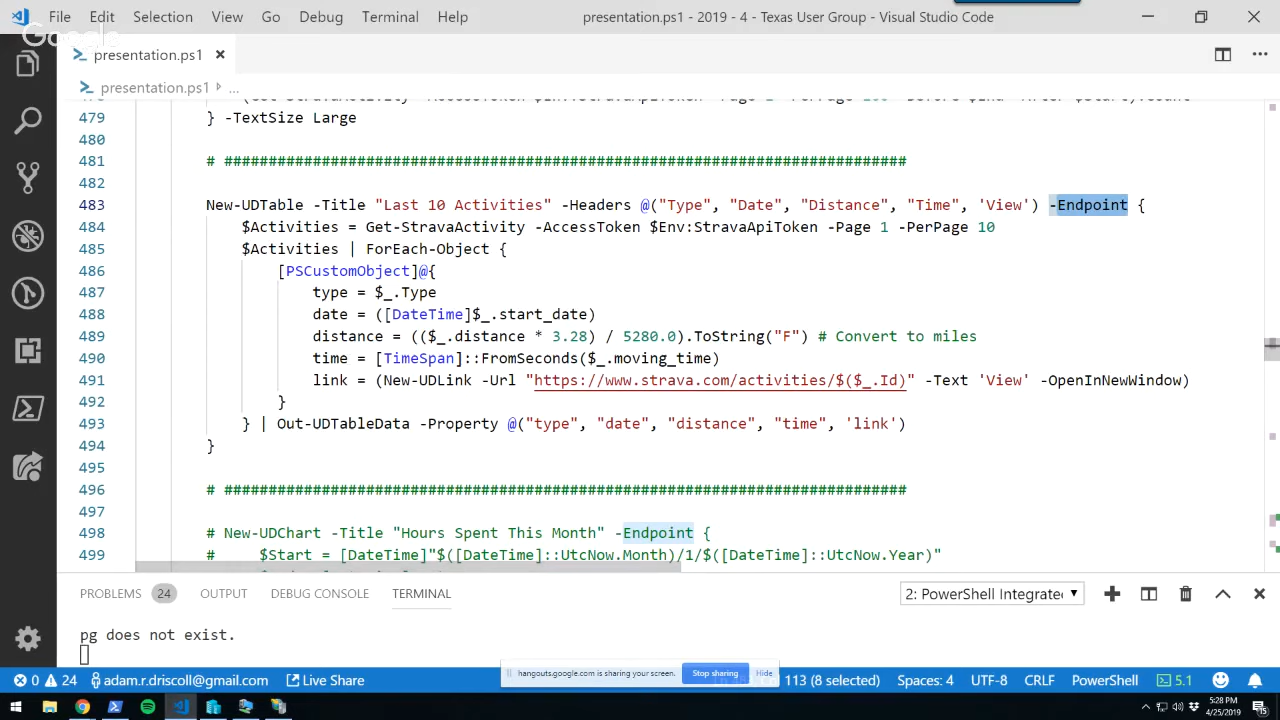 File Edit Selection View Go Debug Terminal Help presentation.ps1 - 2019 - 4 - Texas User Group - Visual Studio Code
Google
presentation.ps1
presentation.ps1 ...
479 } -TextSize Large
480
481 # #############################################################################
482
483 New-UDTable -Title "Last 10 Activities" -Headers @("Type", "Date", "Distance", "Time", 'View') -Endpoint {
484 $Activities = Get-StravaActivity -AccessToken $Env:StravaApiToken -Page 1 -PerPage 10
485 $Activities | ForEach-Object {
486 [PSCustomObject]@{
487 type = $_.Type
488 date = ([DateTime]$_.start_date)
489 distance = (($_.distance * 3.28) / 5280.0).ToString("F") # Convert to miles
490 time = [TimeSpan]::FromSeconds($_.moving_time)
491 link = (New-UDLink -Url "https://www.strava.com/activities/$($_.Id)" -Text 'View' -OpenInNewWindow)
492 }
493 } | Out-UDTableData -Property @("type", "date", "distance", "time", 'link')
494 }
495
496 # #############################################################################
497
498 # New-UDChart -Title "Hours Spent This Month" -Endpoint {
499 # $Start = [DateTime]"$([DateTime]::UtcNow.Month)/1/$([DateTime]::UtcNow.Year)"
PROBLEMS 24 OUTPUT DEBUG CONSOLE TERMINAL 2: PowerShell Integrate
pg does not exist.
hangouts.google.com is sharing your screen. Stop sharing Hide
0 24 adam.r.driscoll@gmail.com Live Share 113 (8 selected) Spaces: 4 UTF-8 CRLF PowerShell 5.1
5:28 PM
4/25/2019
15